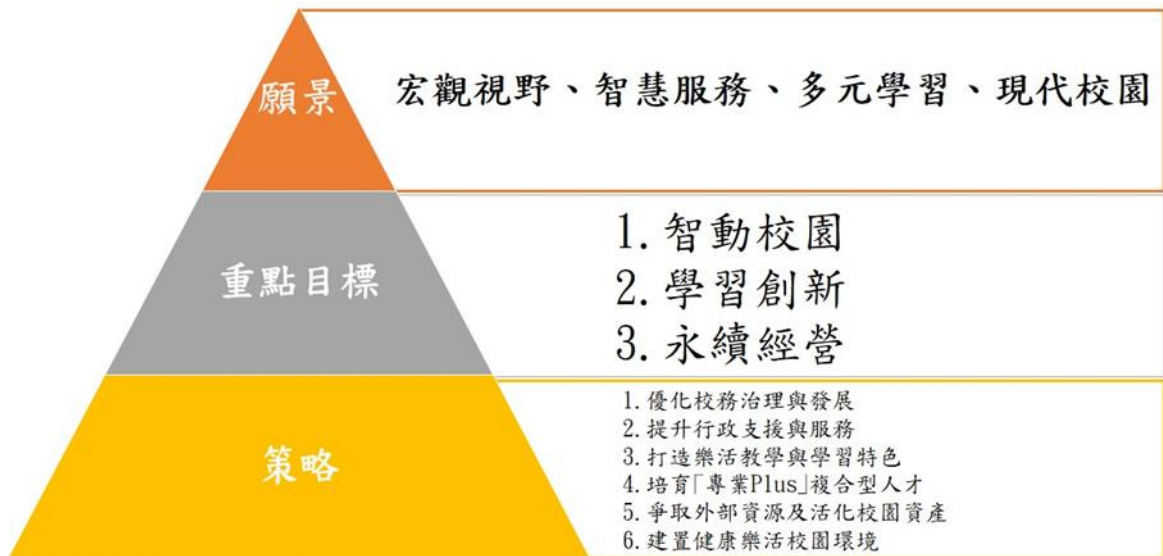 願景
宏觀視野、智慧服務、多元學習、現代校園
重點目標
1. 智動校園
2. 學習創新
3. 永續經營
策略
1. 優化校務治理與發展
2. 提升行政支援與服務
3. 打造樂活教學與學習特色
4. 培育「專業Plus」複合型人才
5. 爭取外部資源及活化校園資產
6. 建置健康樂活校園環境